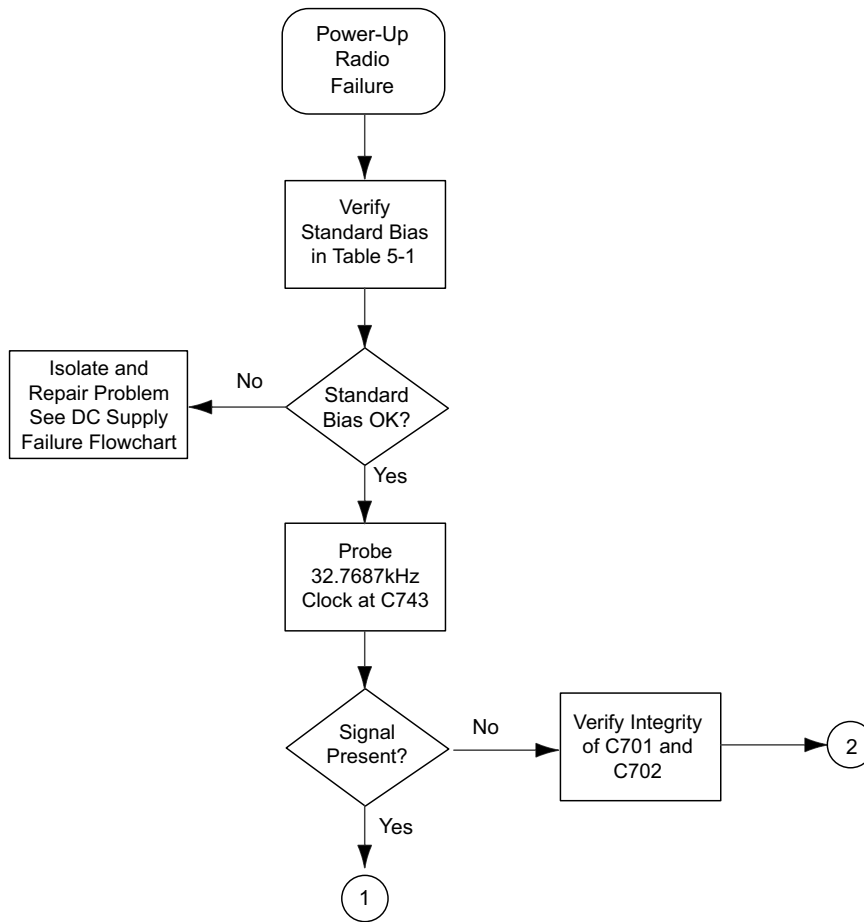 Power-Up
Radio
Failure
Verify
Standard Bias
in Table 5-1
Standard
Bias OK?
No
Isolate and
Repair Problem
See DC Supply
Failure Flowchart
Yes
Probe
32.7687kHz
Clock at C743
Signal
Present?
No
Verify Integrity
of C701 and
C702
2
Yes
1